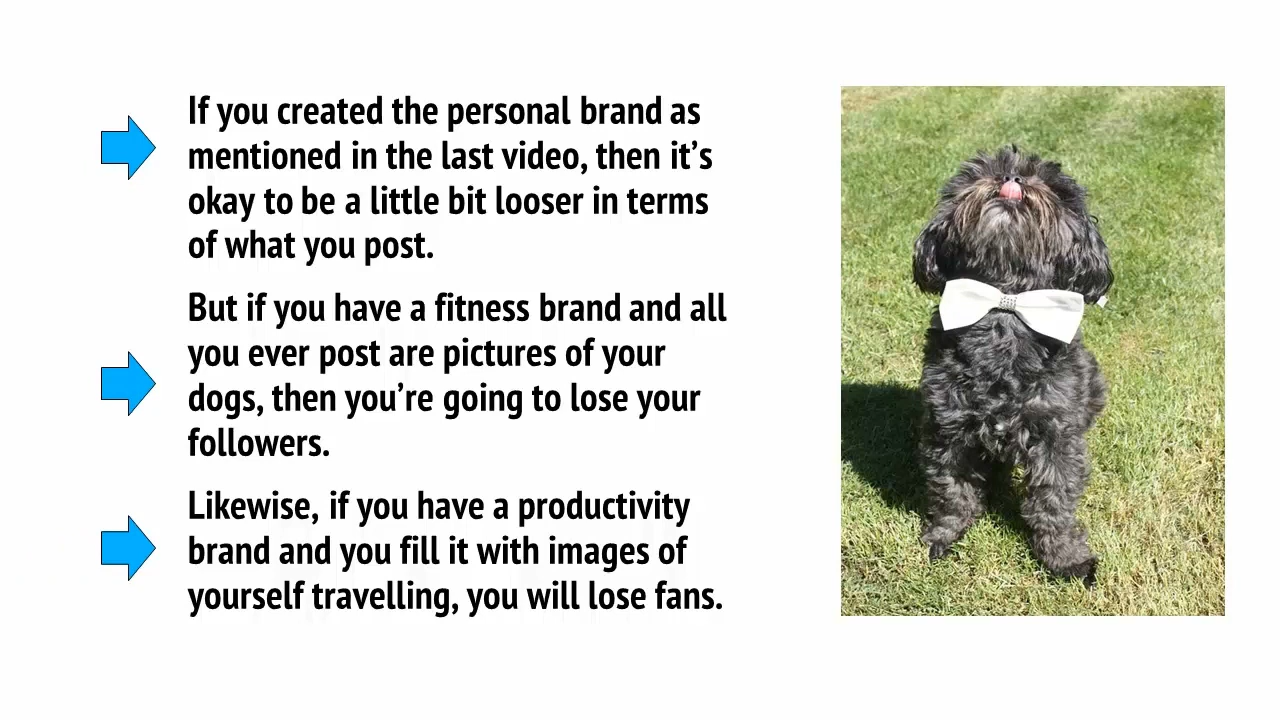 If you created the personal brand as
mentioned in the last video, then it’s
okay to be a little bit looser in terms
of what you post.
But if you have a fitness brand and all
you ever post are pictures of your
dogs, then you’re going to lose your
followers.
Likewise, if you have a productivity
brand and you fill it with images of
yourself travelling, you will lose fans.